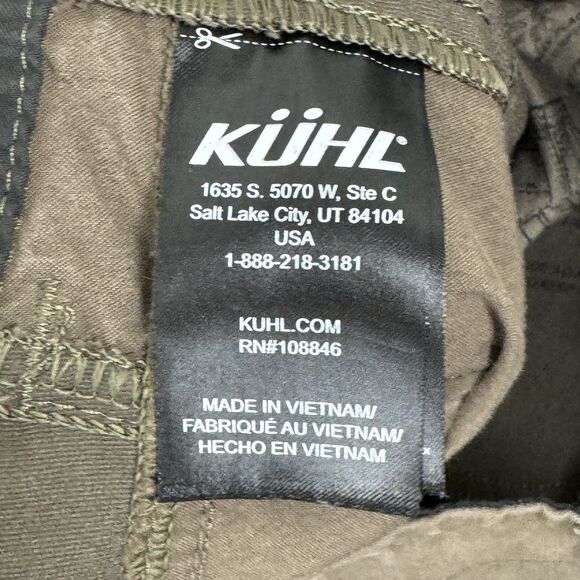 KÜHL
1635 S. 5070 W, Ste C
Salt Lake City, UT 84104
USA
1-888-218-3181
KUHL.COM
RN#108846
MADE IN VIETNAM/
FABRIQUÉ AU VIETNAM/
HECHO EN VIETNAM